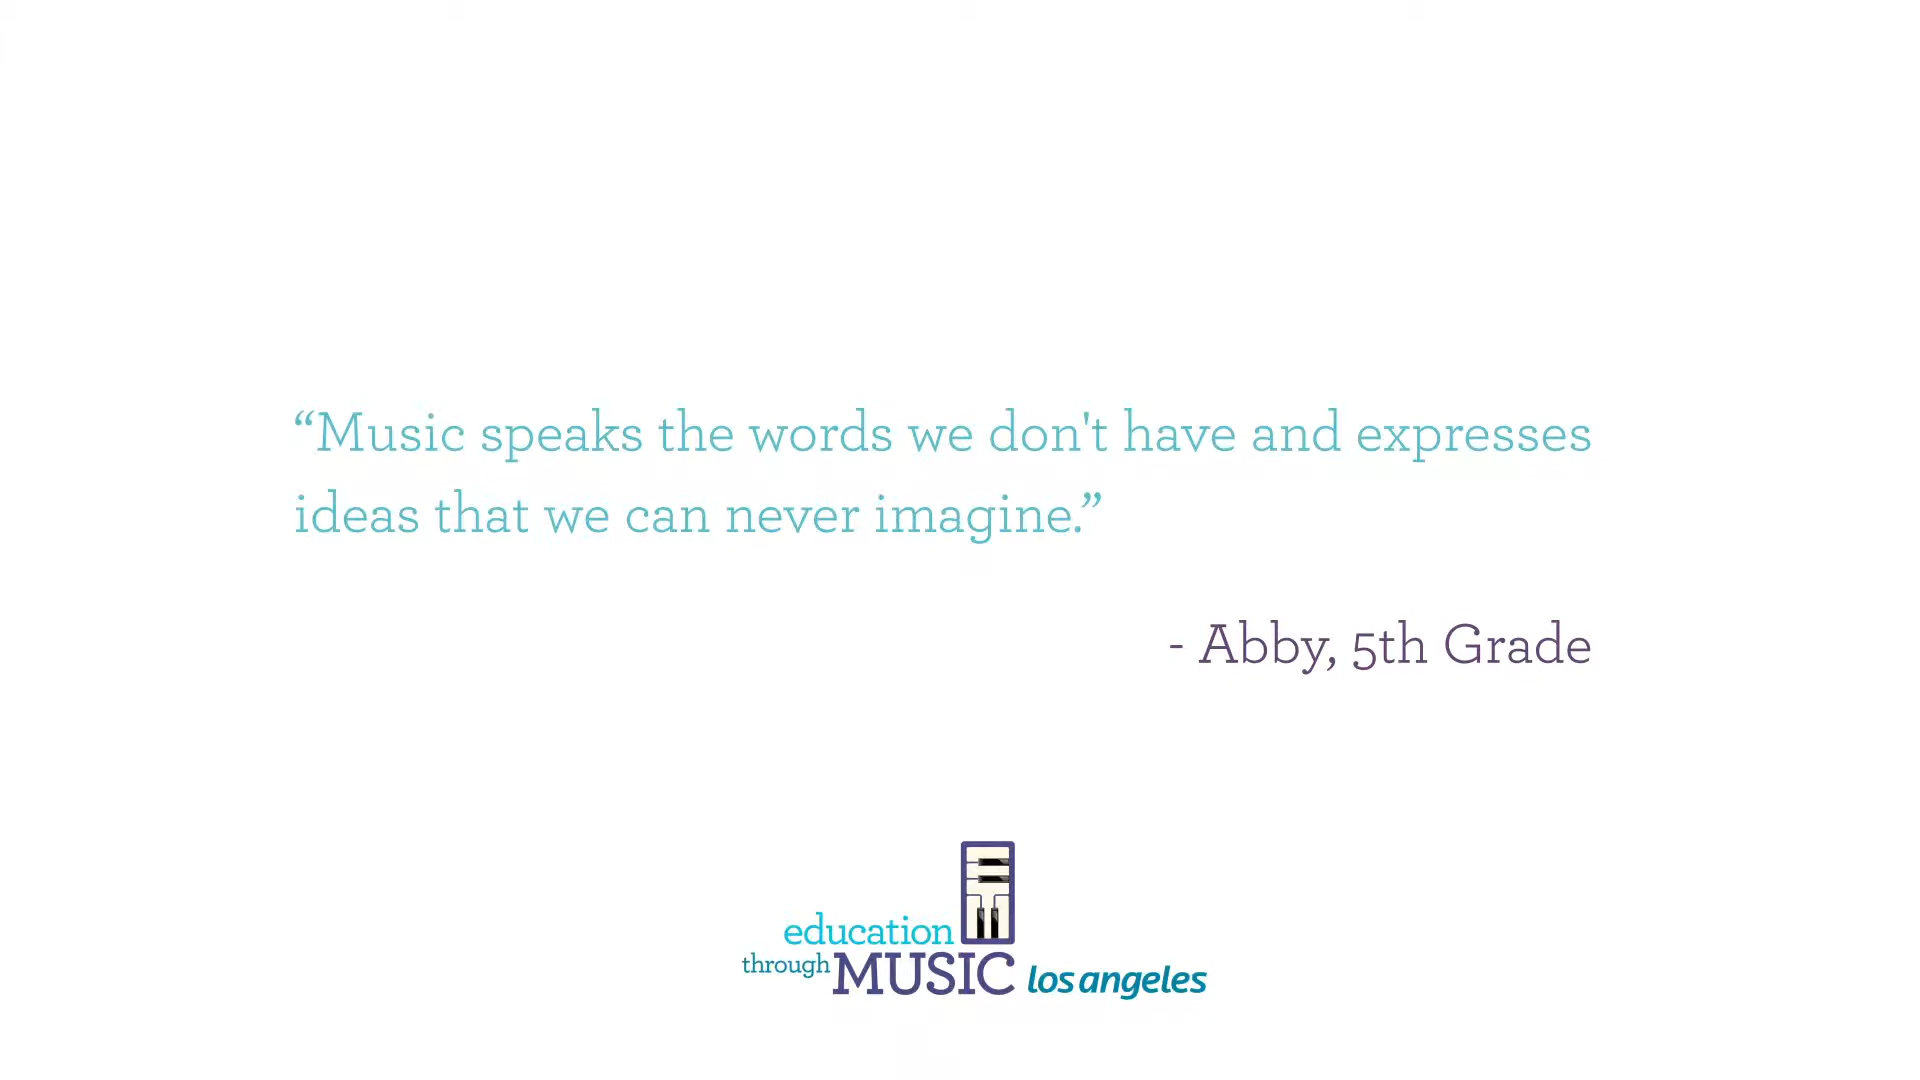 “Music speaks the words we don't have and expresses
ideas that we can never imagine.”
- Abby, 5th Grade
education
through MUSIC los angeles